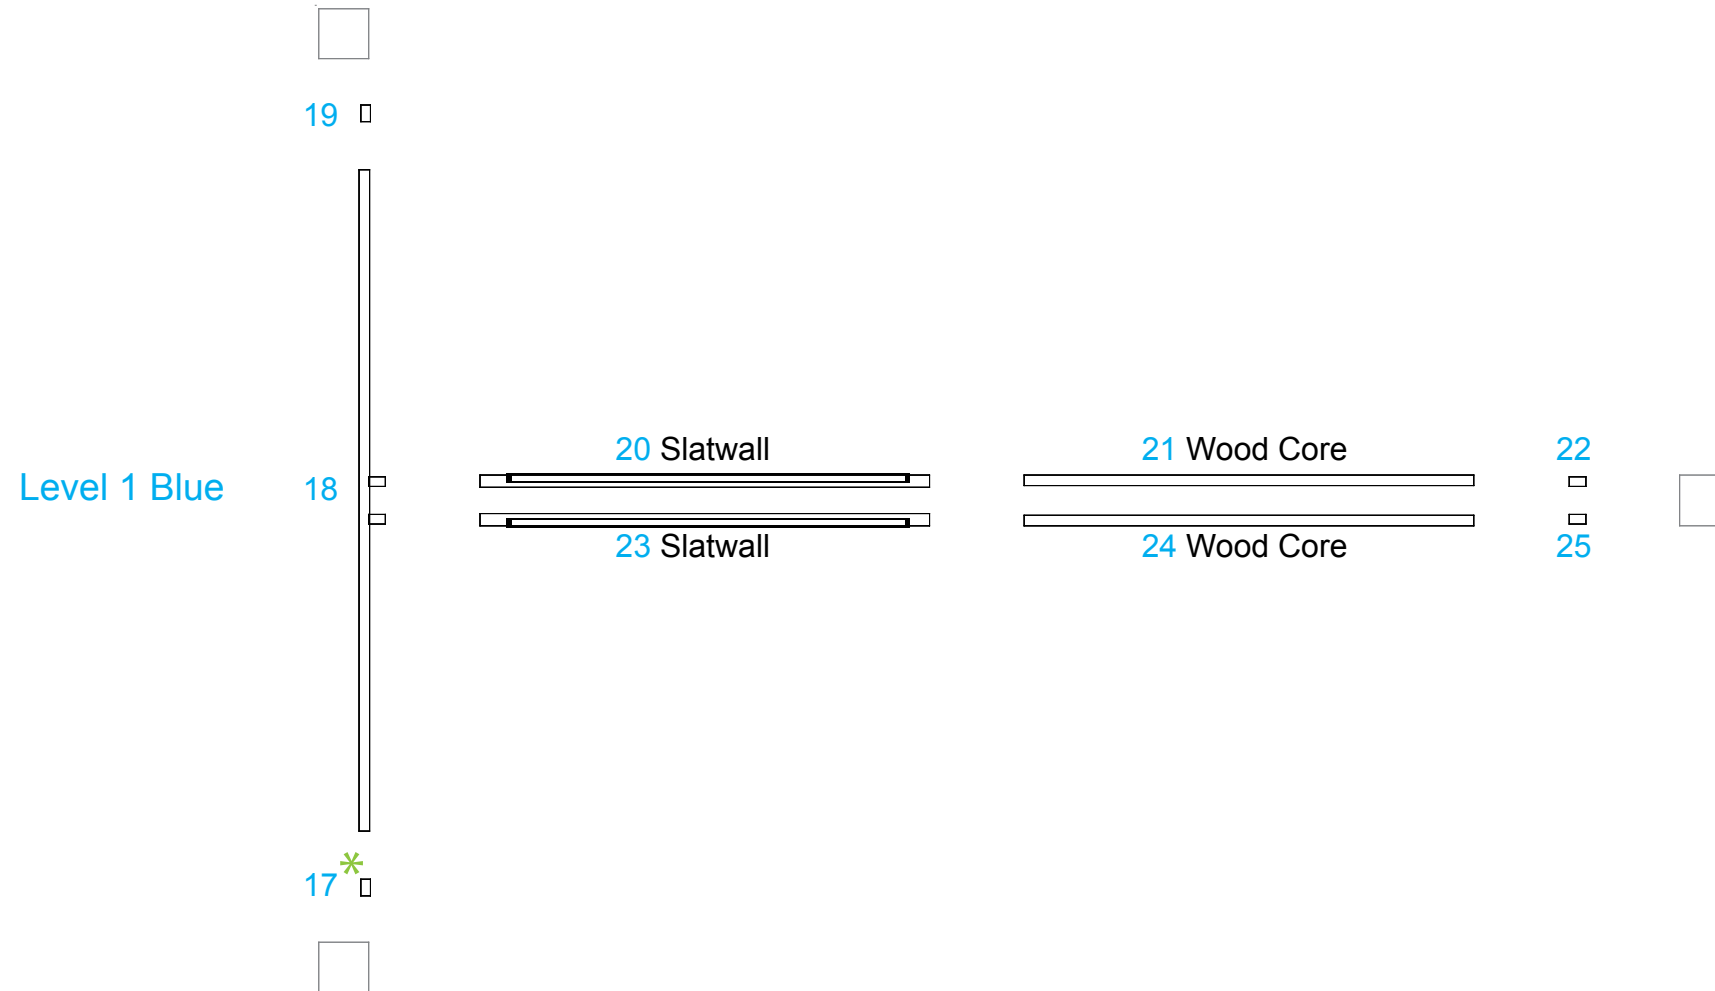 19
20 Slatwall
21 Wood Core
22
Level 1 Blue
18
23 Slatwall
24 Wood Core
25
17*